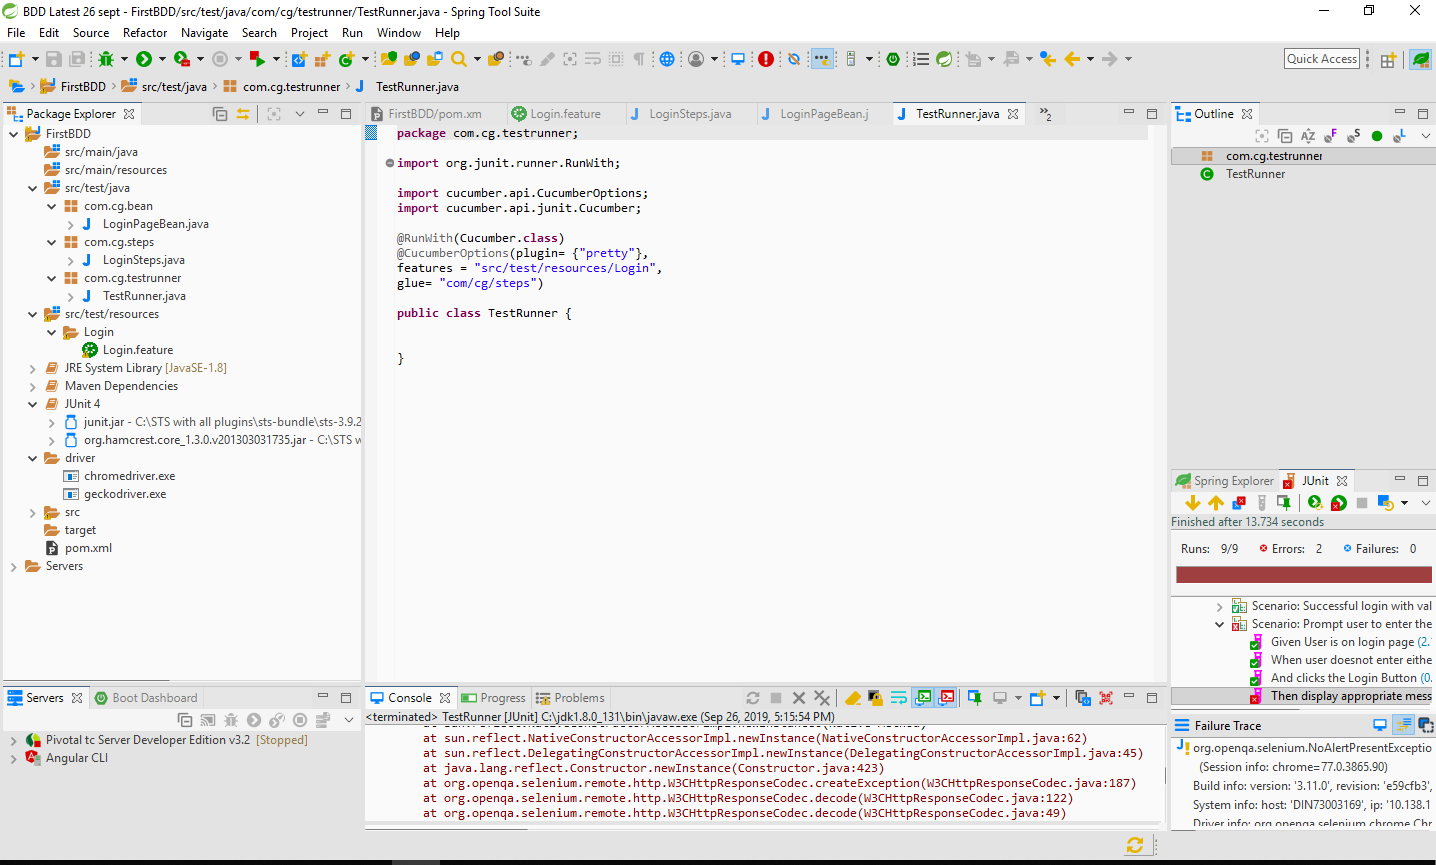 BDD Latest 26 sept - FirstBDD/src/test/java/com/cg/testrunner/TestRunner.java - Spring Tool Suite
File Edit Source Refactor Navigate Search Project Run Window Help
Quick Access
FirstBDD src/test/java com.cg.testrunner TestRunner.java
Package Explorer
FirstBDD
src/main/java
src/main/resources
src/test/java
com.cg.bean
LoginPageBean.java
com.cg.steps
LoginSteps.java
com.cg.testrunner
TestRunner.java
src/test/resources
Login
Login.feature
JRE System Library [JavaSE-1.8]
Maven Dependencies
JUnit 4
junit.jar - C:\STS with all plugins\sts-bundle\sts-3.9.2
org.hamcrest.core_1.3.0.v201303031735.jar - C:\STS w
driver
chromedriver.exe
geckodriver.exe
src
target
pom.xml
Servers
FirstBDD/pom.xm Login.feature LoginSteps.java LoginPageBean.j TestRunner.java 2
package com.cg.testrunner;
import org.junit.runner.RunWith;
import cucumber.api.CucumberOptions;
import cucumber.api.junit.Cucumber;
@RunWith(Cucumber.class)
@CucumberOptions(plugin= {"pretty"},
features = "src/test/resources/Login",
glue= "com/cg/steps")
public class TestRunner {
}
Outline
com.cg.testrunner
TestRunner
Spring Explorer JUnit
Finished after 13.734 seconds
Runs: 9/9 Errors: 2 Failures: 0
Scenario: Successful login with val
Scenario: Prompt user to enter the
Given User is on login page (2.
When user doesnot enter eithe
And clicks the Login Button (0.
Then display appropriate mess
Failure Trace
org.openqa.selenium.NoAlertPresentExceptio
(Session info: chrome=77.0.3865.90)
Build info: version: '3.11.0', revision: 'e59cfb3',
System info: host: 'DIN73003169', ip: '10.138.1
Driver info: org.openqa.selenium.chrome.Chr
Servers Boot Dashboard
Pivotal tc Server Developer Edition v3.2 [Stopped]
Angular CLI
Console Progress Problems
<terminated> TestRunner [JUnit] C:\jdk1.8.0_131\bin\javaw.exe (Sep 26, 2019, 5:15:54 PM)
at sun.reflect.NativeConstructorAccessorImpl.newInstance(NativeConstructorAccessorImpl.java:62)
at sun.reflect.DelegatingConstructorAccessorImpl.newInstance(DelegatingConstructorAccessorImpl.java:45)
at java.lang.reflect.Constructor.newInstance(Constructor.java:423)
at org.openqa.selenium.remote.http.W3CHttpResponseCodec.createException(W3CHttpResponseCodec.java:187)
at org.openqa.selenium.remote.http.W3CHttpResponseCodec.decode(W3CHttpResponseCodec.java:122)
at org.openqa.selenium.remote.http.W3CHttpResponseCodec.decode(W3CHttpResponseCodec.java:49)